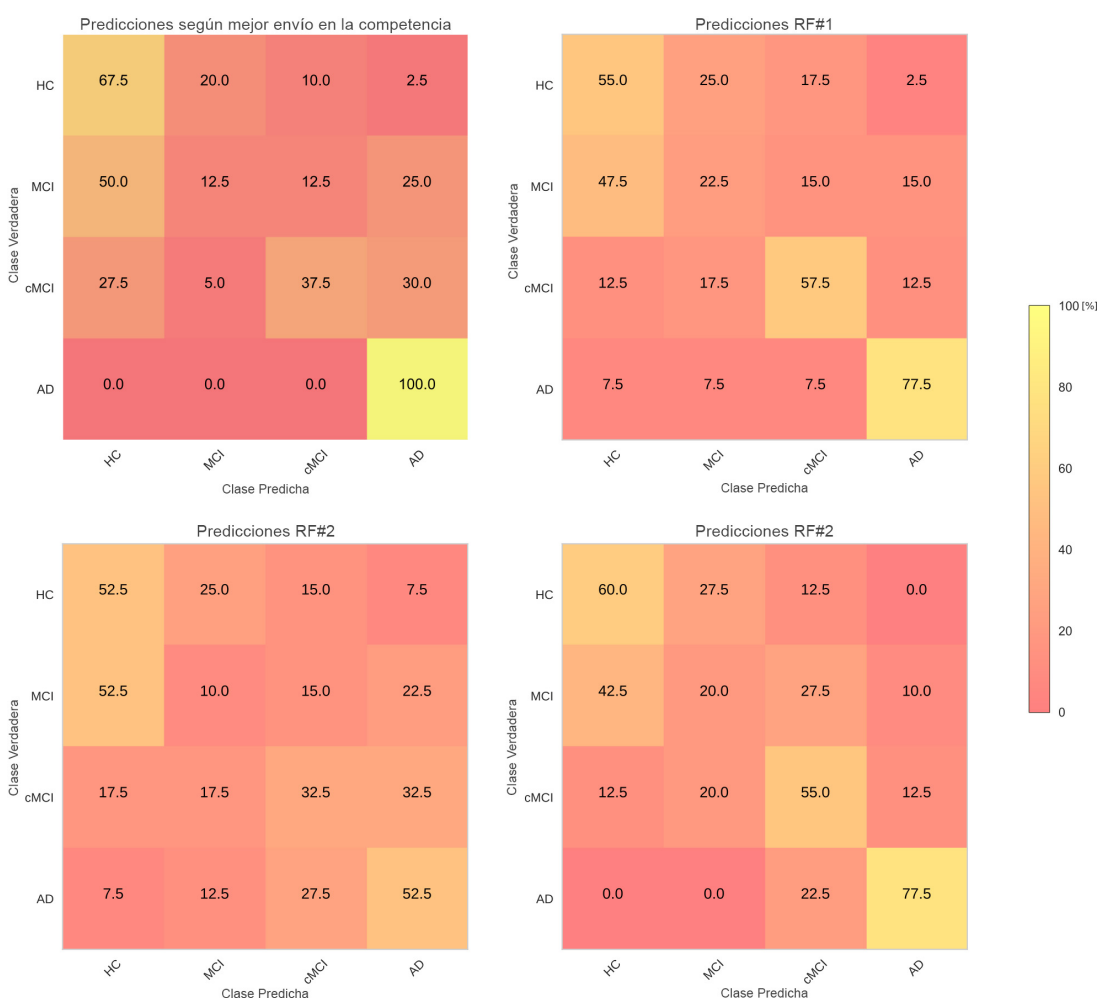 Predicciones según mejor envío en la competencia
HC 67.5 20.0 10.0 2.5
MCI 50.0 12.5 12.5 25.0
cMCI 27.5 5.0 37.5 30.0
AD 0.0 0.0 0.0 100.0
HC MCI cMCI AD
Clase Predicha
Clase Verdadera
Predicciones RF#1
HC 55.0 25.0 17.5 2.5
MCI 47.5 22.5 15.0 15.0
cMCI 12.5 17.5 57.5 12.5
AD 7.5 7.5 7.5 77.5
HC MCI cMCI AD
Clase Predicha
Clase Verdadera
Predicciones RF#2
HC 52.5 25.0 15.0 7.5
MCI 52.5 10.0 15.0 22.5
cMCI 17.5 17.5 32.5 32.5
AD 7.5 12.5 27.5 52.5
HC MCI cMCI AD
Clase Predicha
Clase Verdadera
Predicciones RF#2
HC 60.0 27.5 12.5 0.0
MCI 42.5 20.0 27.5 10.0
cMCI 12.5 20.0 55.0 12.5
AD 0.0 0.0 22.5 77.5
HC MCI cMCI AD
Clase Predicha
Clase Verdadera
100 [%]
80
60
40
20
0